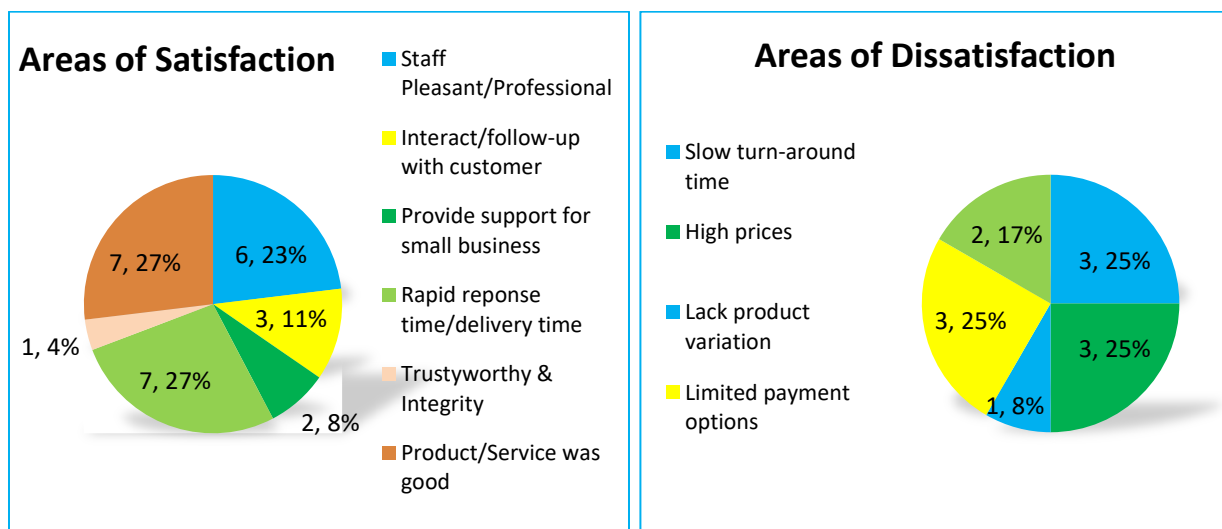 Areas of Satisfaction
Staff
Pleasant/Professional
Interact/follow-up
with customer
Provide support for
small business
Rapid reponse
time/delivery time
Trustyworthy &
Integrity
Product/Service was
good
6, 23%
3, 11%
2, 8%
7, 27%
1, 4%
7, 27%
Areas of Dissatisfaction
Slow turn-around
time
High prices
Lack product
variation
Limited payment
options
3, 25%
3, 25%
1, 8%
3, 25%
2, 17%